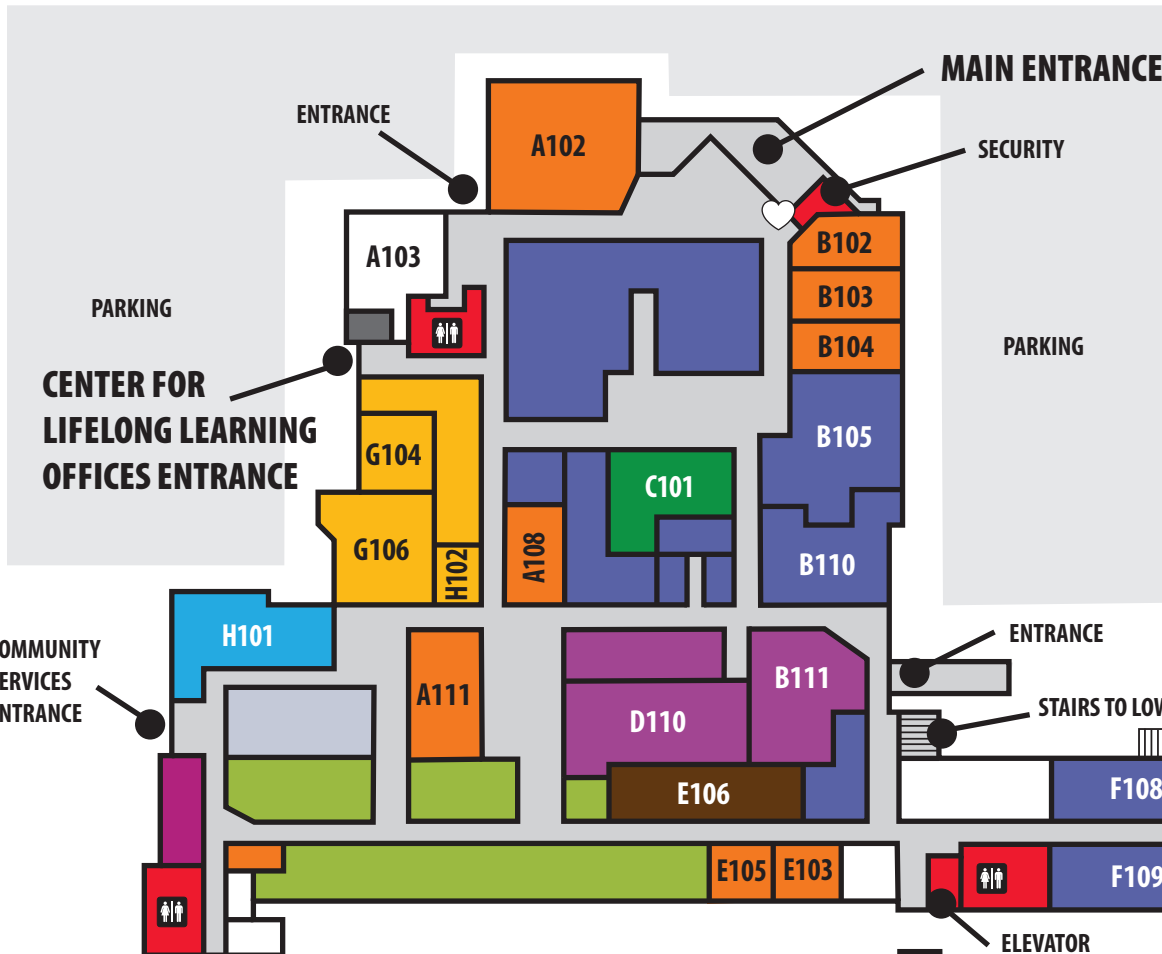 MAIN ENTRANCE
ENTRANCE
A102
SECURITY
B102
A103
B103
PARKING
B104
PARKING
CENTER FOR
LIFELONG LEARNING
OFFICES ENTRANCE
B105
G104
C101
G106
A108
H102
B110
H101
ENTRANCE
OMMUNITY
ERVICES
NTRANCE
B111
A111
STAIRS TO LOW
D110
E106
F108
E105
E103
F109
ELEVATOR